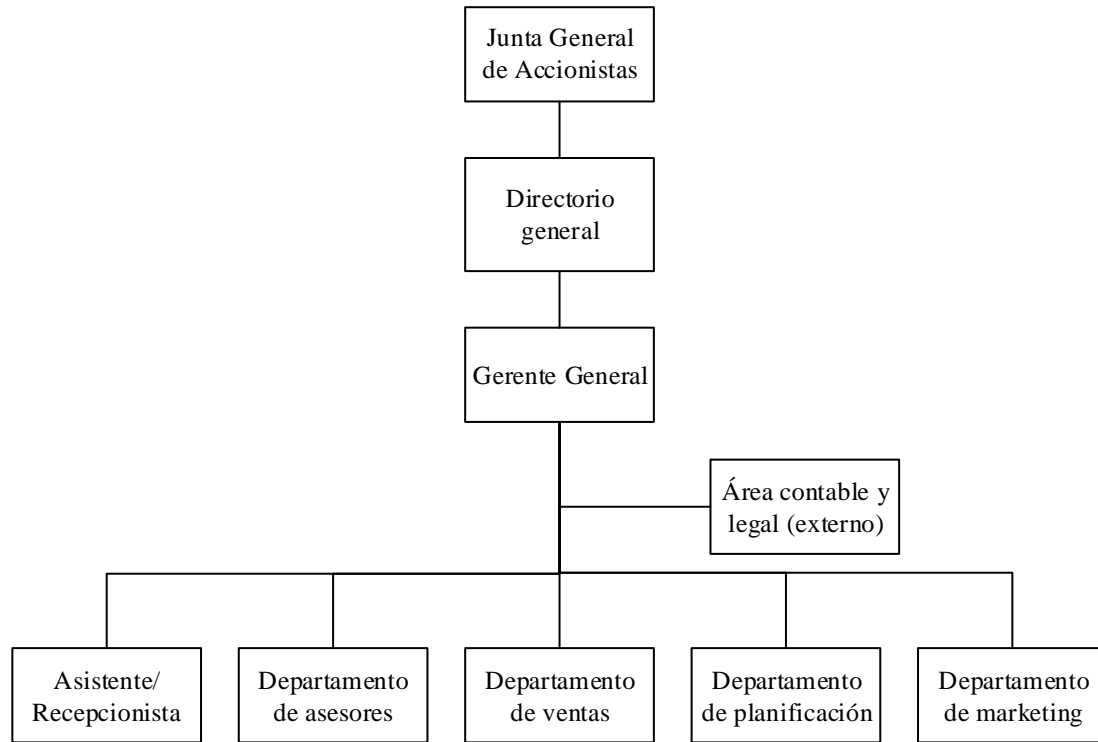 Junta General
de Accionistas
Directorio
general
Gerente General
Área contable y
legal (externo)
Asistente/
Recepcionista
Departamento
de asesores
Departamento
de ventas
Departamento
de planificación
Departamento
de marketing